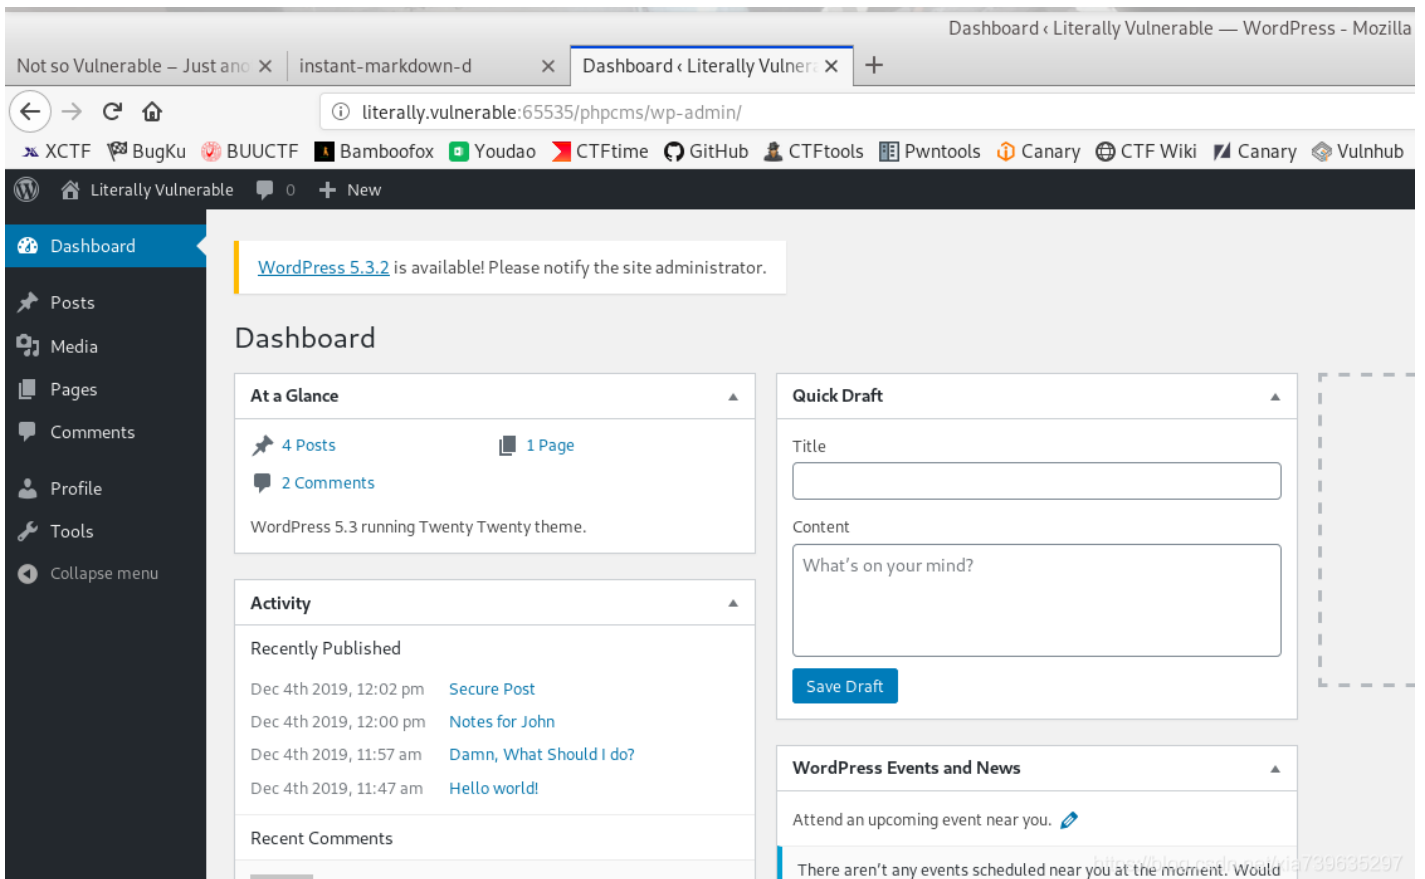 Dashboard ‹ Literally Vulnerable — WordPress - Mozilla
Not so Vulnerable – Just ano
instant-markdown-d
Dashboard ‹ Literally Vulnera
literally.vulnerable:65535/phpcms/wp-admin/
XCTF BugKu BUUCTF Bamboofox Youdao CTFtime GitHub CTFtools Pwntools Canary CTF Wiki Canary Vulnhub
Literally Vulnerable 0 New
Dashboard
Posts
Media
Pages
Comments
Profile
Tools
Collapse menu
WordPress 5.3.2 is available! Please notify the site administrator.
Dashboard
At a Glance
4 Posts
1 Page
2 Comments
WordPress 5.3 running Twenty Twenty theme.
Activity
Recently Published
Dec 4th 2019, 12:02 pm Secure Post
Dec 4th 2019, 12:00 pm Notes for John
Dec 4th 2019, 11:57 am Damn, What Should I do?
Dec 4th 2019, 11:47 am Hello world!
Recent Comments
Quick Draft
Title
Content
What's on your mind?
Save Draft
WordPress Events and News
Attend an upcoming event near you.
There aren't any events scheduled near you at the moment. Would
https://blog.csdn.net/xia739635297